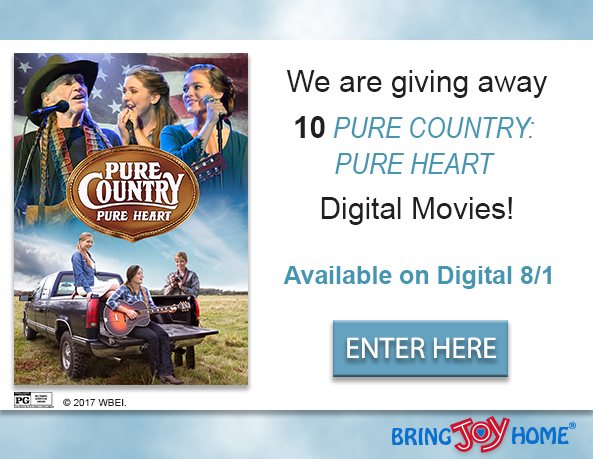 We are giving away
10 PURE COUNTRY:
PURE HEART
Digital Movies!
Available on Digital 8/1
ENTER HERE
PURE
COUNTRY
PURE HEART
PG
© 2017 WBEI.
BRING JOY HOME®